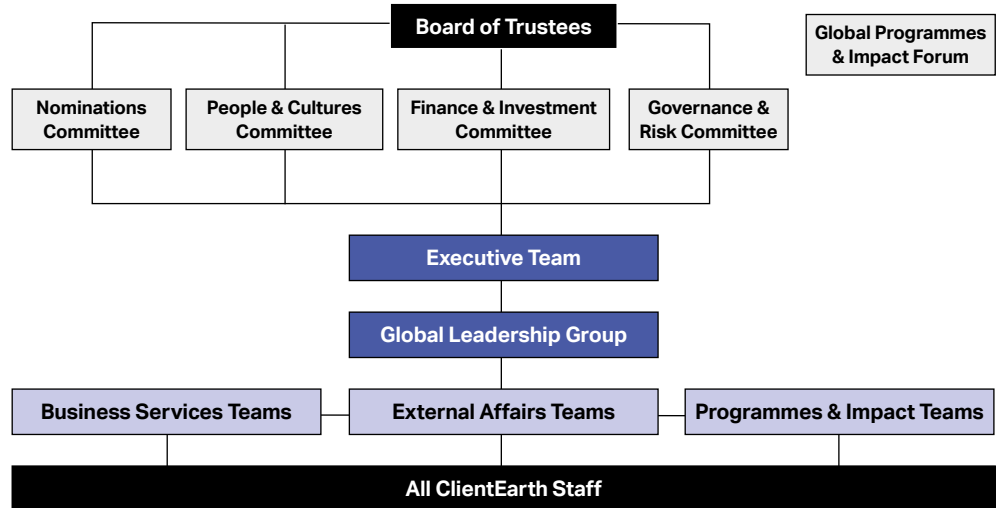 Board of Trustees
Global Programmes
& Impact Forum
Nominations
Committee
People & Cultures
Committee
Finance & Investment
Committee
Governance &
Risk Committee
Executive Team
Global Leadership Group
Business Services Teams
External Affairs Teams
Programmes & Impact Teams
All ClientEarth Staff